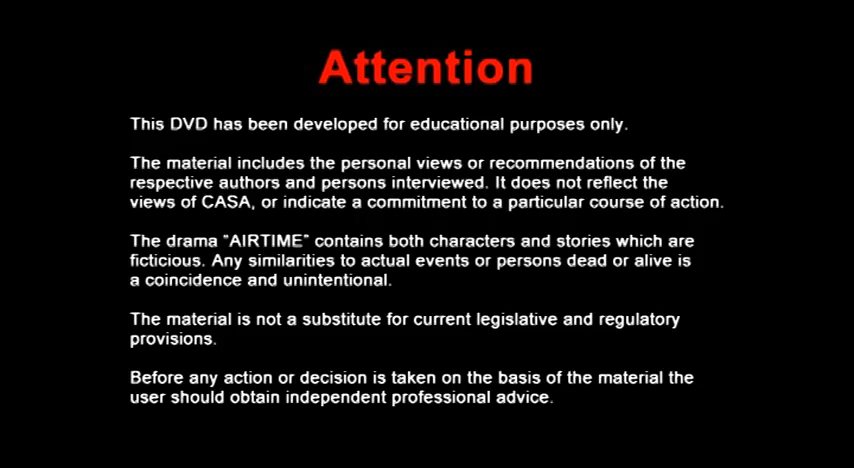 Attention
This DVD has been developed for educational purposes only.
The material includes the personal views or recommendations of the
respective authors and persons interviewed. It does not reflect the
views of CASA, or indicate a commitment to a particular course of action.
The drama "AIRTIME" contains both characters and stories which are
ficticious. Any similarities to actual events or persons dead or alive is
a coincidence and unintentional.
The material is not a substitute for current legislative and regulatory
provisions.
Before any action or decision is taken on the basis of the material the
user should obtain independent professional advice.